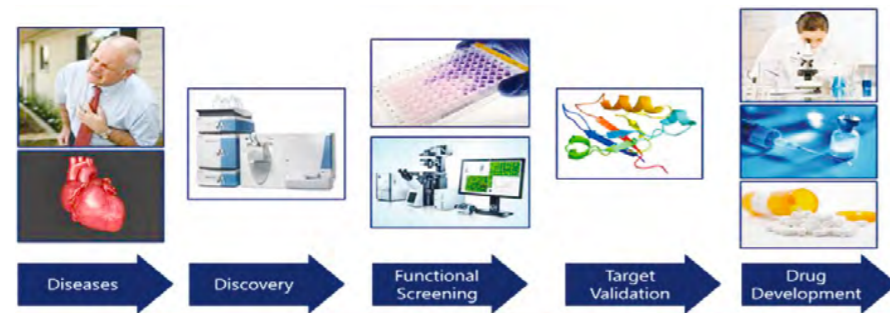 Diseases
Discovery
Functional
Screening
Target
Validation
Drug
Development